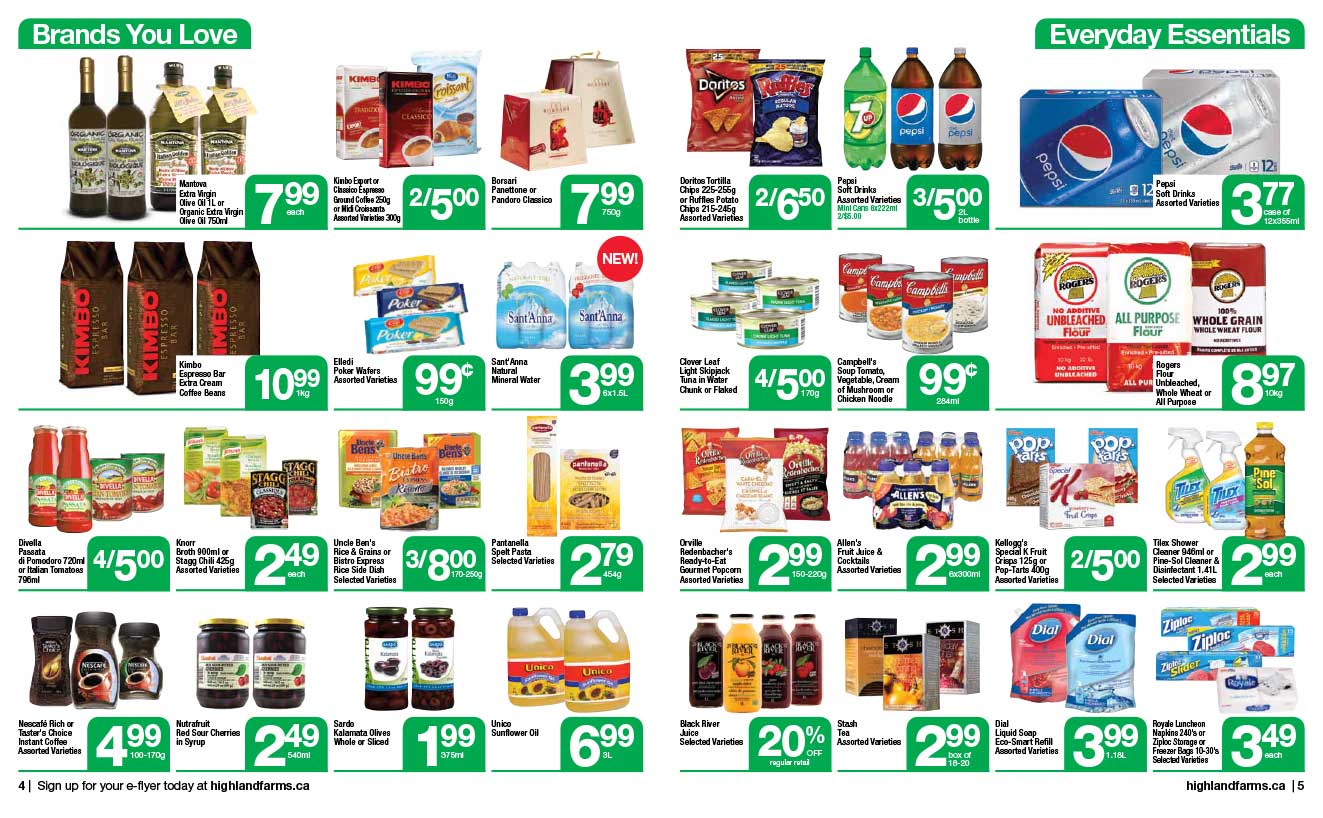 Brands You Love
Mantova
Extra Virgin
Olive Oil 1L or
Organic Extra Virgin
Olive Oil 750ml
7.99
each
Kimbo Export or
Classico Espresso
Ground Coffee 250g
or Midi Croissants
Assorted Varieties 300g
2/5.00
Borsari
Panettone or
Pandoro Classico
7.99
750g
Kimbo
Espresso Bar
Extra Cream
Coffee Beans
10.99
1kg
Elledi
Poker Wafers
Assorted Varieties
99¢
150g
NEW!
Sant'Anna
Natural
Mineral Water
3.99
6x1.5L
Divella
Passata
di Pomodoro 720ml
or Italian Tomatoes
796ml
4/5.00
Knorr
Broth 900ml or
Stagg Chili 425g
Assorted Varieties
2.49
each
Uncle Ben's
Rice & Grains or
Bistro Express
Rice Side Dish
Selected Varieties
3/8.00
170-250g
Pantanella
Spelt Pasta
Selected Varieties
2.79
454g
Nescafé Rich or
Taster's Choice
Instant Coffee
Assorted Varieties
4.99
100-170g
Nutrafruit
Red Sour Cherries
in Syrup
2.49
540ml
Sardo
Kalamata Olives
Whole or Sliced
1.99
375ml
Unico
Sunflower Oil
6.99
3L
4 | Sign up for your e-flyer today at highlandfarms.ca
Everyday Essentials
Doritos Tortilla
Chips 225-255g
or Ruffles Potato
Chips 215-245g
Assorted Varieties
2/6.50
Pepsi
Soft Drinks
Assorted Varieties
Mini Cans 6x222ml
2/$5.00
3/5.00
2L
bottle
Pepsi
Soft Drinks
Assorted Varieties
3.77
case of
12x355ml
Clover Leaf
Light Skipjack
Tuna in Water
Chunk or Flaked
4/5.00
170g
Campbell's
Soup Tomato,
Vegetable, Cream
of Mushroom or
Chicken Noodle
99¢
284ml
Rogers
Flour
Unbleached,
Whole Wheat or
All Purpose
8.97
10kg
Orville
Redenbacher's
Ready-to-Eat
Gourmet Popcorn
Assorted Varieties
2.99
150-220g
Allen's
Fruit Juice &
Cocktails
Assorted Varieties
2.99
6x300ml
Kellogg's
Special K Fruit
Crisps 125g or
Pop-Tarts 400g
Assorted Varieties
2/5.00
Tilex Shower
Cleaner 946ml or
Pine-Sol Cleaner &
Disinfectant 1.41L
Selected Varieties
2.99
each
Black River
Juice
Selected Varieties
20% OFF
regular retail
Stash
Tea
Assorted Varieties
2.99
box of
18-20
Dial
Liquid Soap
Eco-Smart Refill
Assorted Varieties
3.99
1.18L
Royale Luncheon
Napkins 240's or
Ziploc Storage or
Freezer Bags 10-30's
Selected Varieties
3.49
each
highlandfarms.ca | 5